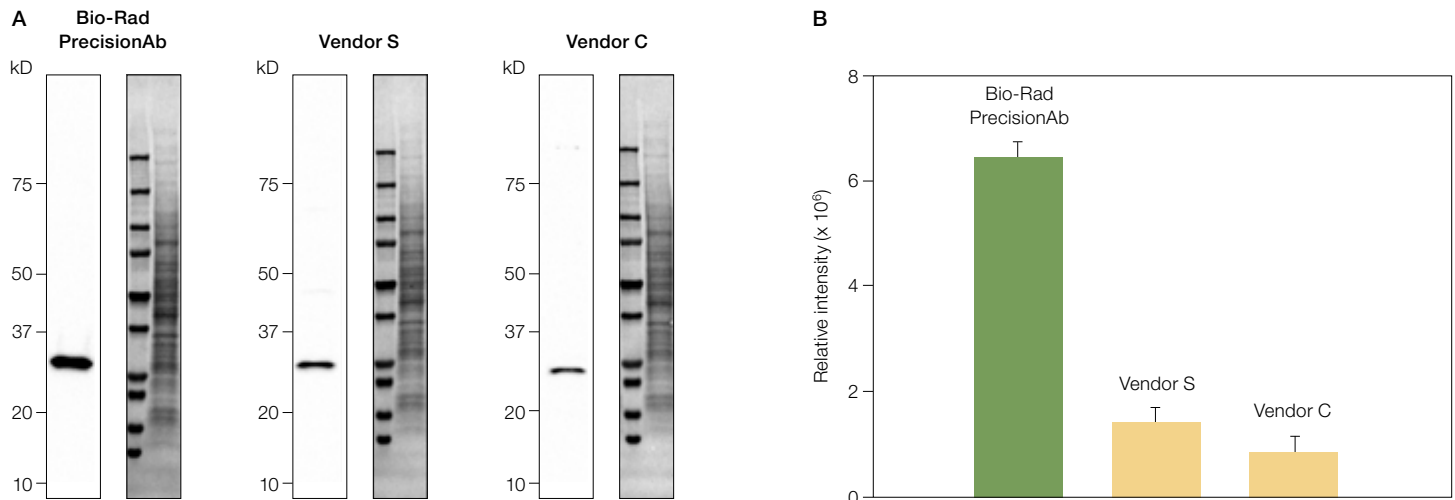 A
Bio-Rad
PrecisionAb
Vendor S
Vendor C
kD
kD
kD
75
75
75
50
50
50
37
37
37
20
20
20
10
10
10
B
8
6
4
2
0
Relative intensity (x 10⁶)
Bio-Rad
PrecisionAb
Vendor S
Vendor C